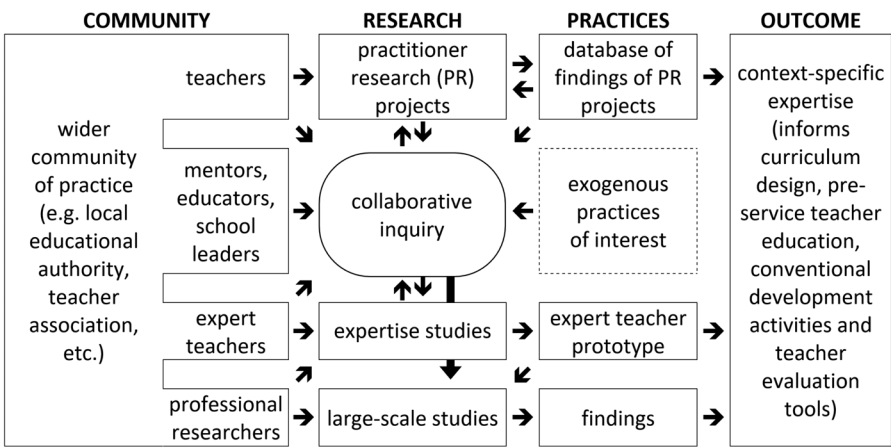 COMMUNITY
RESEARCH
PRACTICES
OUTCOME
wider
community
of practice
(e.g. local
educational
authority,
teacher
association,
etc.)
teachers
mentors,
educators,
school
leaders
expert
teachers
professional
researchers
practitioner
research (PR)
projects
collaborative
inquiry
expertise studies
large-scale studies
database of
findings of PR
projects
exogenous
practices
of interest
expert teacher
prototype
findings
context-specific
expertise
(informs
curriculum
design, pre-
service teacher
education,
conventional
development
activities and
teacher
evaluation
tools)